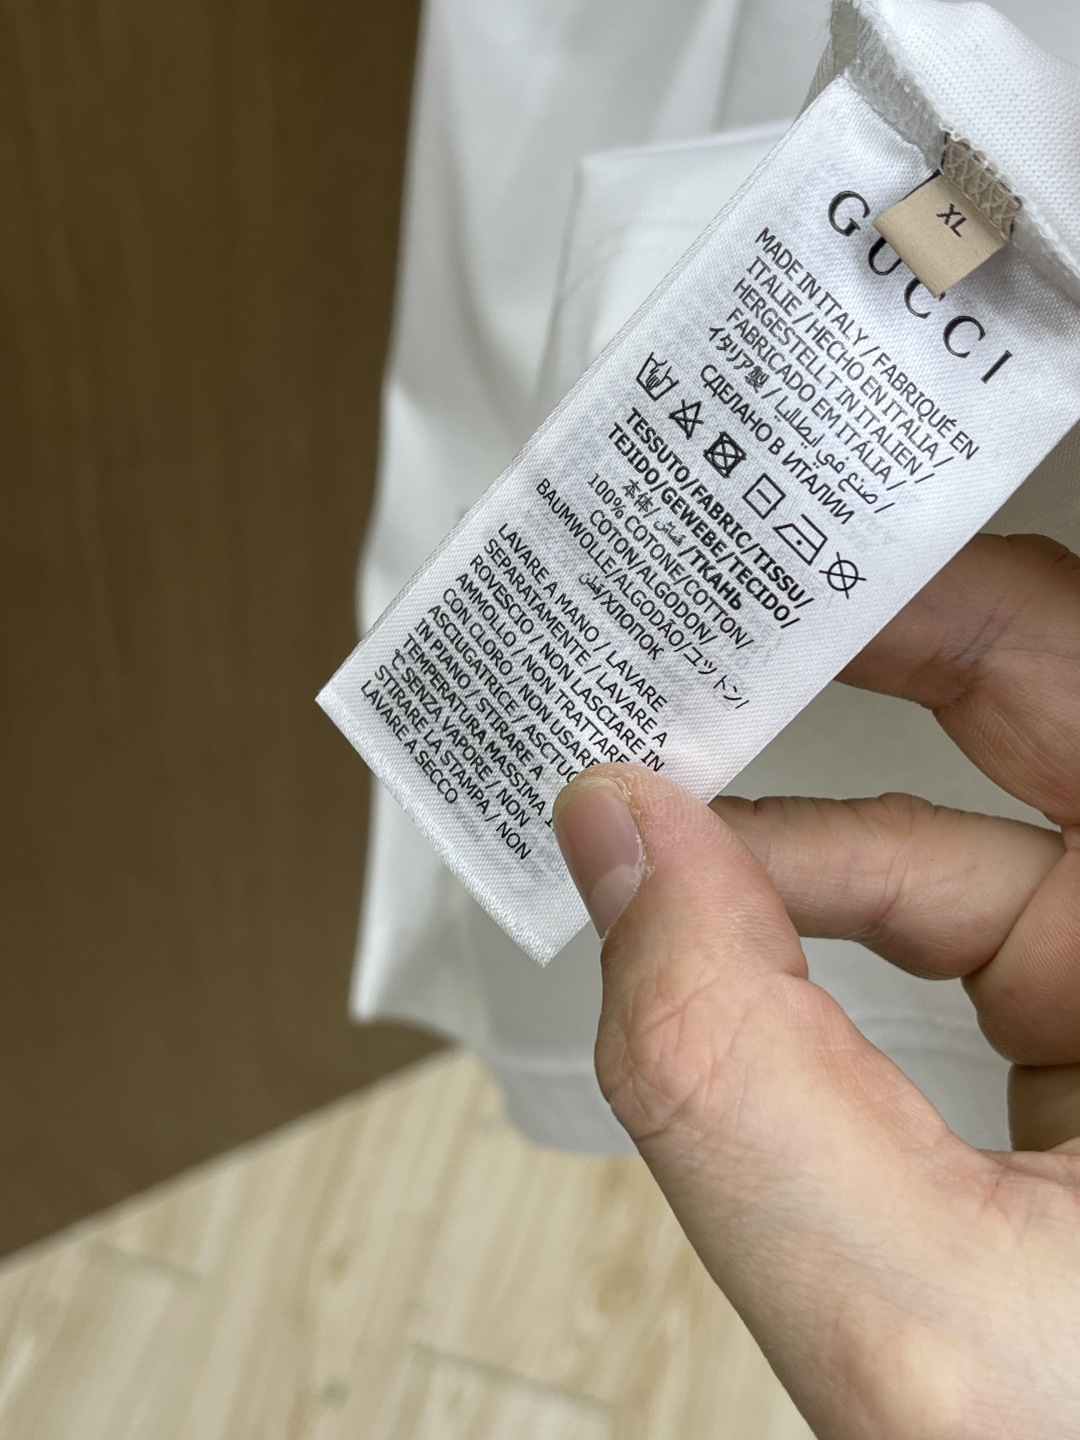 XL
GUCCI
MADE IN ITALY / FABRIQUÉ EN
ITALIE / HECHO EN ITALIA /
HERGESTELLT IN ITALIEN /
FABRICADO EM ITÁLIA /
イタリア製 / صنع في إيطاليا /
СДЕЛАНО В ИТАЛИИ
TESSUTO/FABRIC/TISSU/
TEJIDO/GEWEBE/TECIDO/
本体/قماش/ТКАНЬ
100% COTONE/COTTON/
COTON/ALGODON/
BAUMWOLLE/ALGODÃO/コットン/
قطن/ХЛОПОК
LAVARE A MANO / LAVARE
SEPARATAMENTE / LAVARE A
ROVESCIO / NON LASCIARE IN
AMMOLLO / NON TRATTARE
CON CLORO / NON USARE
ASCIUGATRICE / ASCIUG
IN PIANO / STIRARE A
TEMPERATURA MASSIMA 1
°C SENZA VAPORE / NON
STIRARE LA STAMPA / NON
LAVARE A SECCO